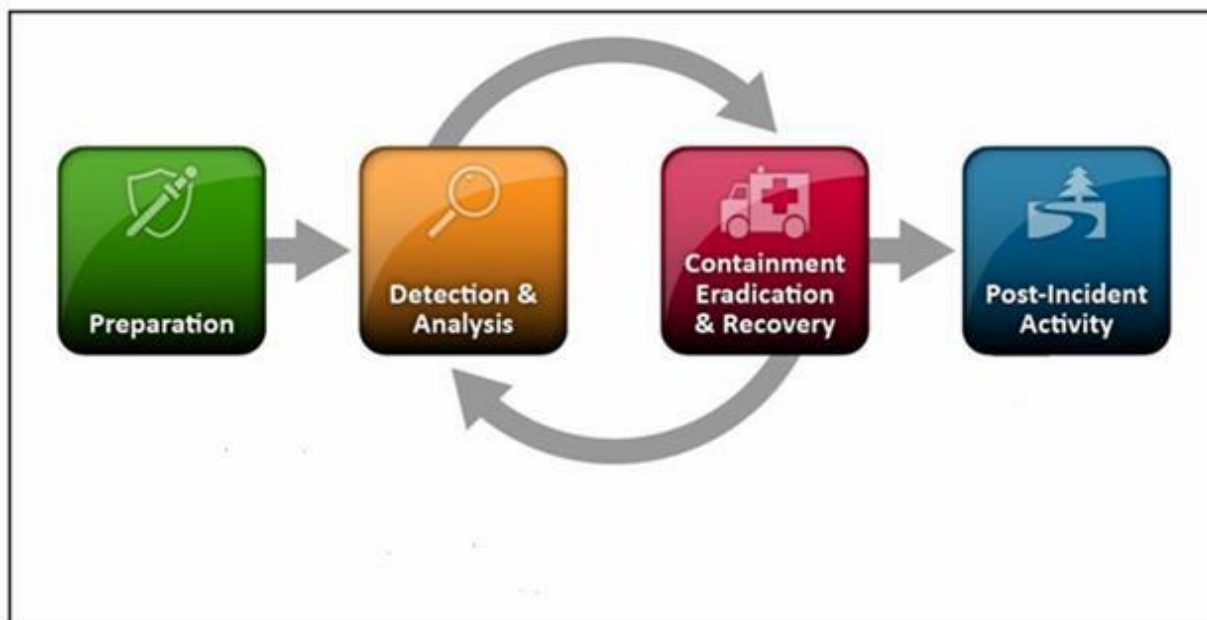 Preparation
Detection &
Analysis
Containment
Eradication
& Recovery
Post-Incident
Activity